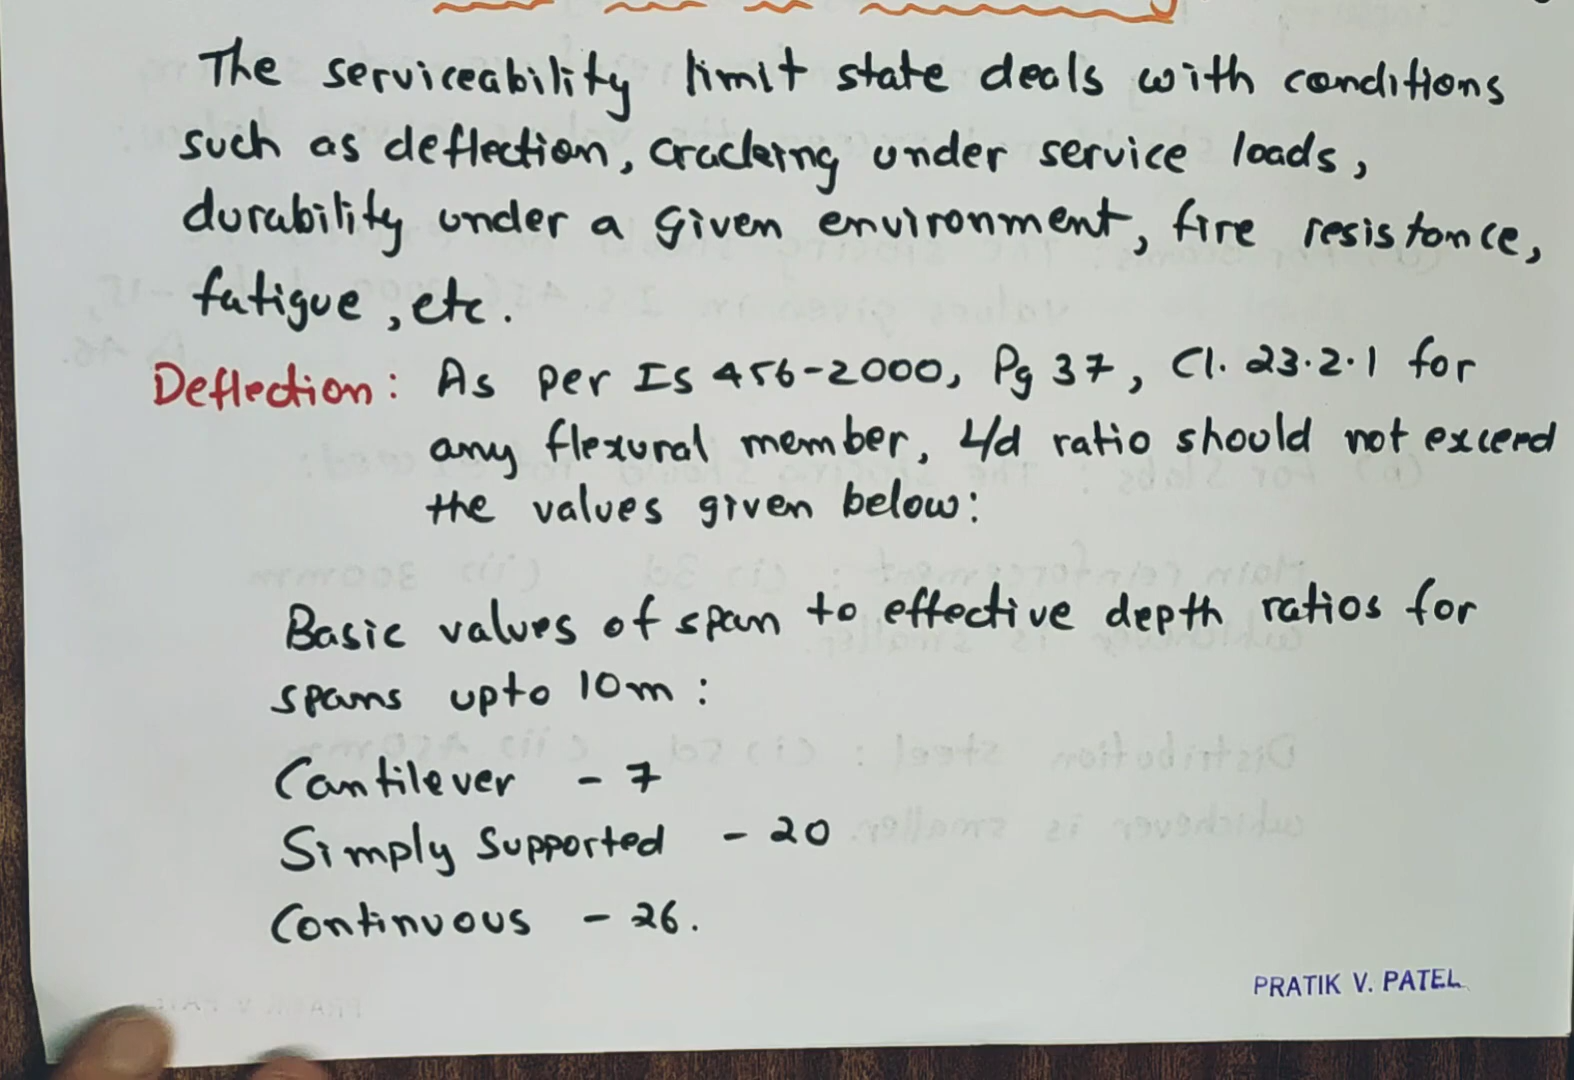 The serviceability limit state deals with conditions
such as deflection, cracking under service loads,
durability under a given environment, fire resistance,
fatigue, etc.
Deflection: As per IS 456-2000, Pg 37, Cl. 23.2.1 for
any flexural member, L/d ratio should not exceed
the values given below:
Basic values of span to effective depth ratios for
spans upto 10m:
Cantilever - 7
Simply Supported - 20
Continuous - 26.
PRATIK V. PATEL